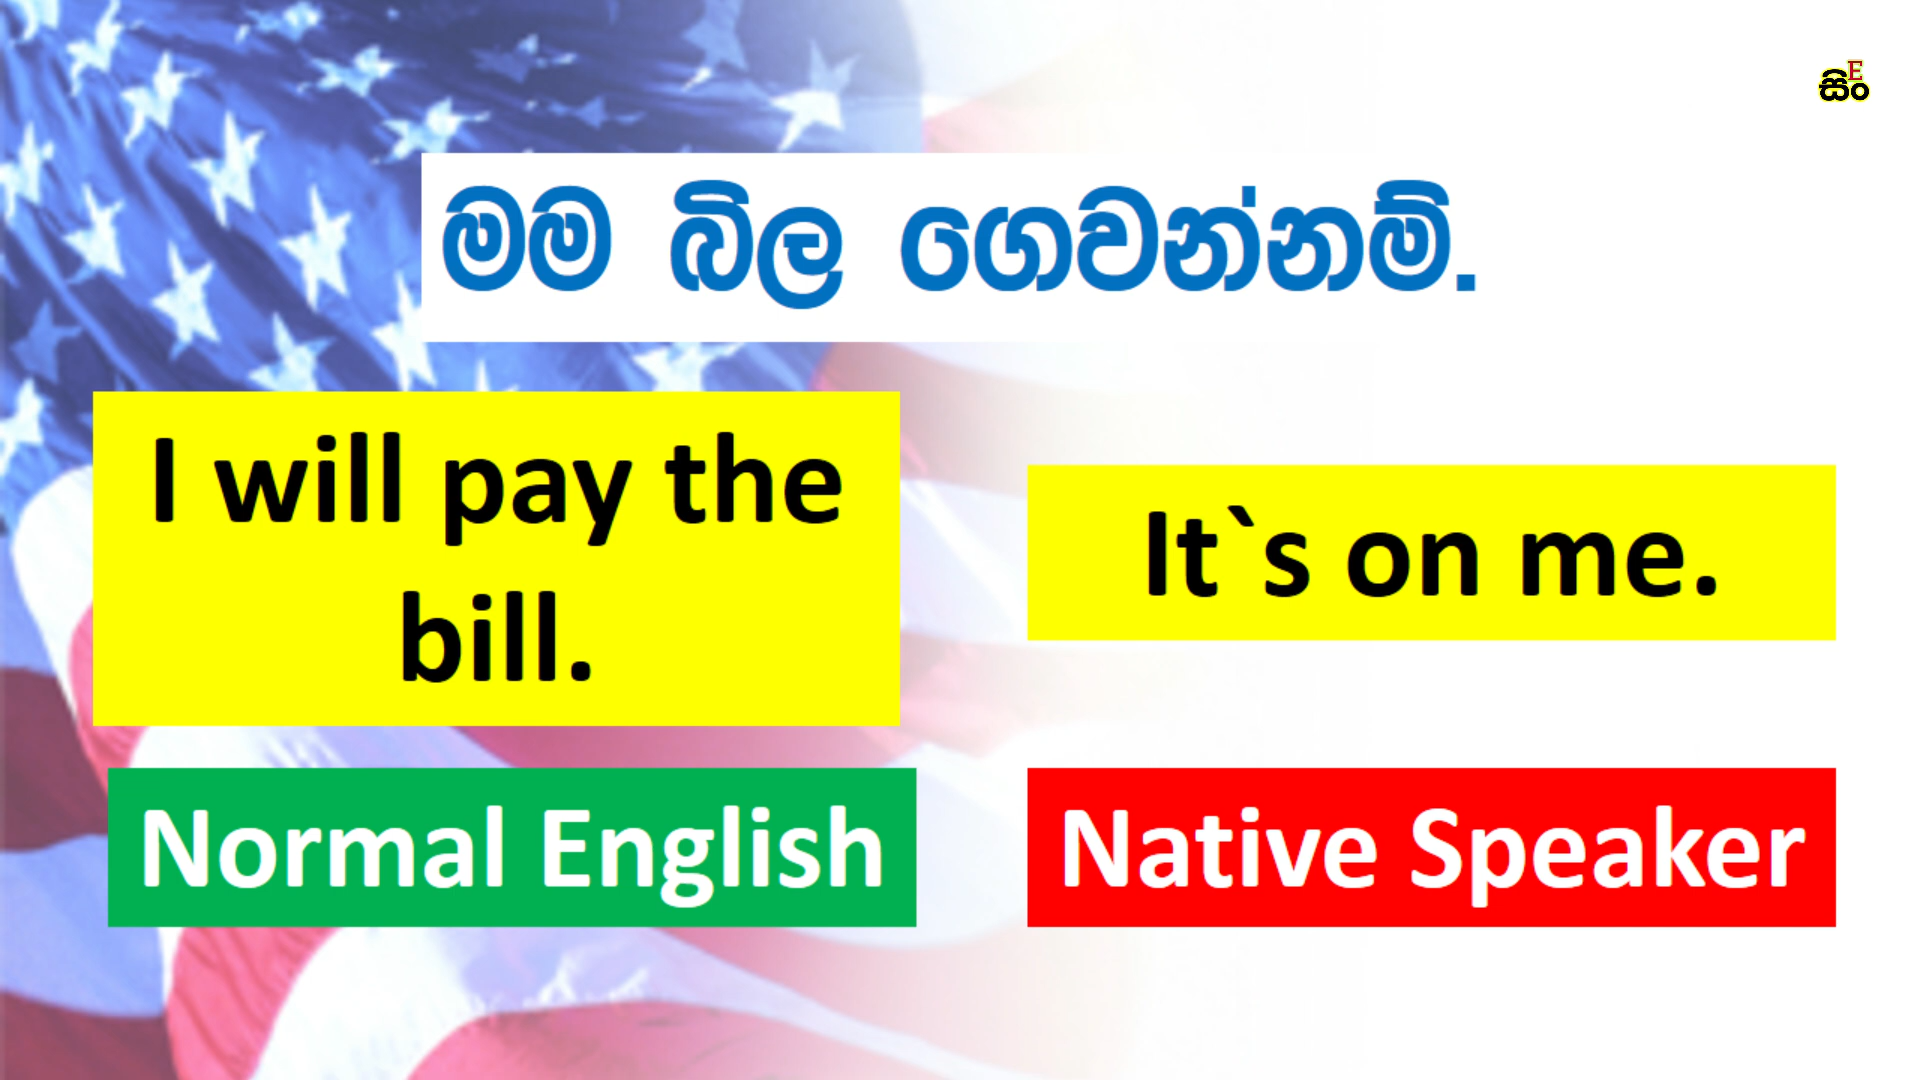 සිං
E
මම බිල ගෙවන්නම්.
I will pay the
bill.
It`s on me.
Normal English
Native Speaker